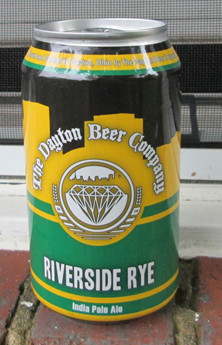 The Dayton Beer Company
RIVERSIDE RYE
India Pale Ale